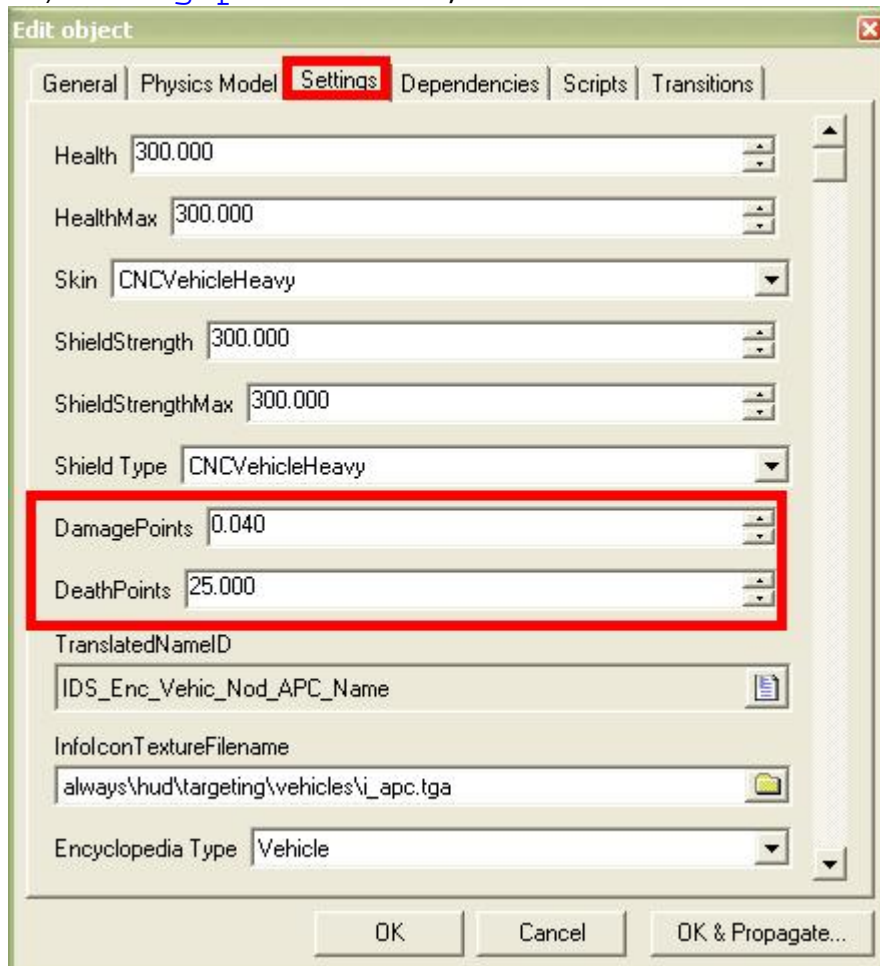 Edit object
General Physics Model Settings Dependencies Scripts Transitions
Health 300.000
HealthMax 300.000
Skin CNCVehicleHeavy
ShieldStrength 300.000
ShieldStrengthMax 300.000
Shield Type CNCVehicleHeavy
DamagePoints 0.040
DeathPoints 25.000
TranslatedNameID
IDS_Enc_Vehic_Nod_APC_Name
InfoIconTextureFilename
always\hud\targeting\vehicles\i_apc.tga
Encyclopedia Type Vehicle
OK Cancel OK & Propagate...